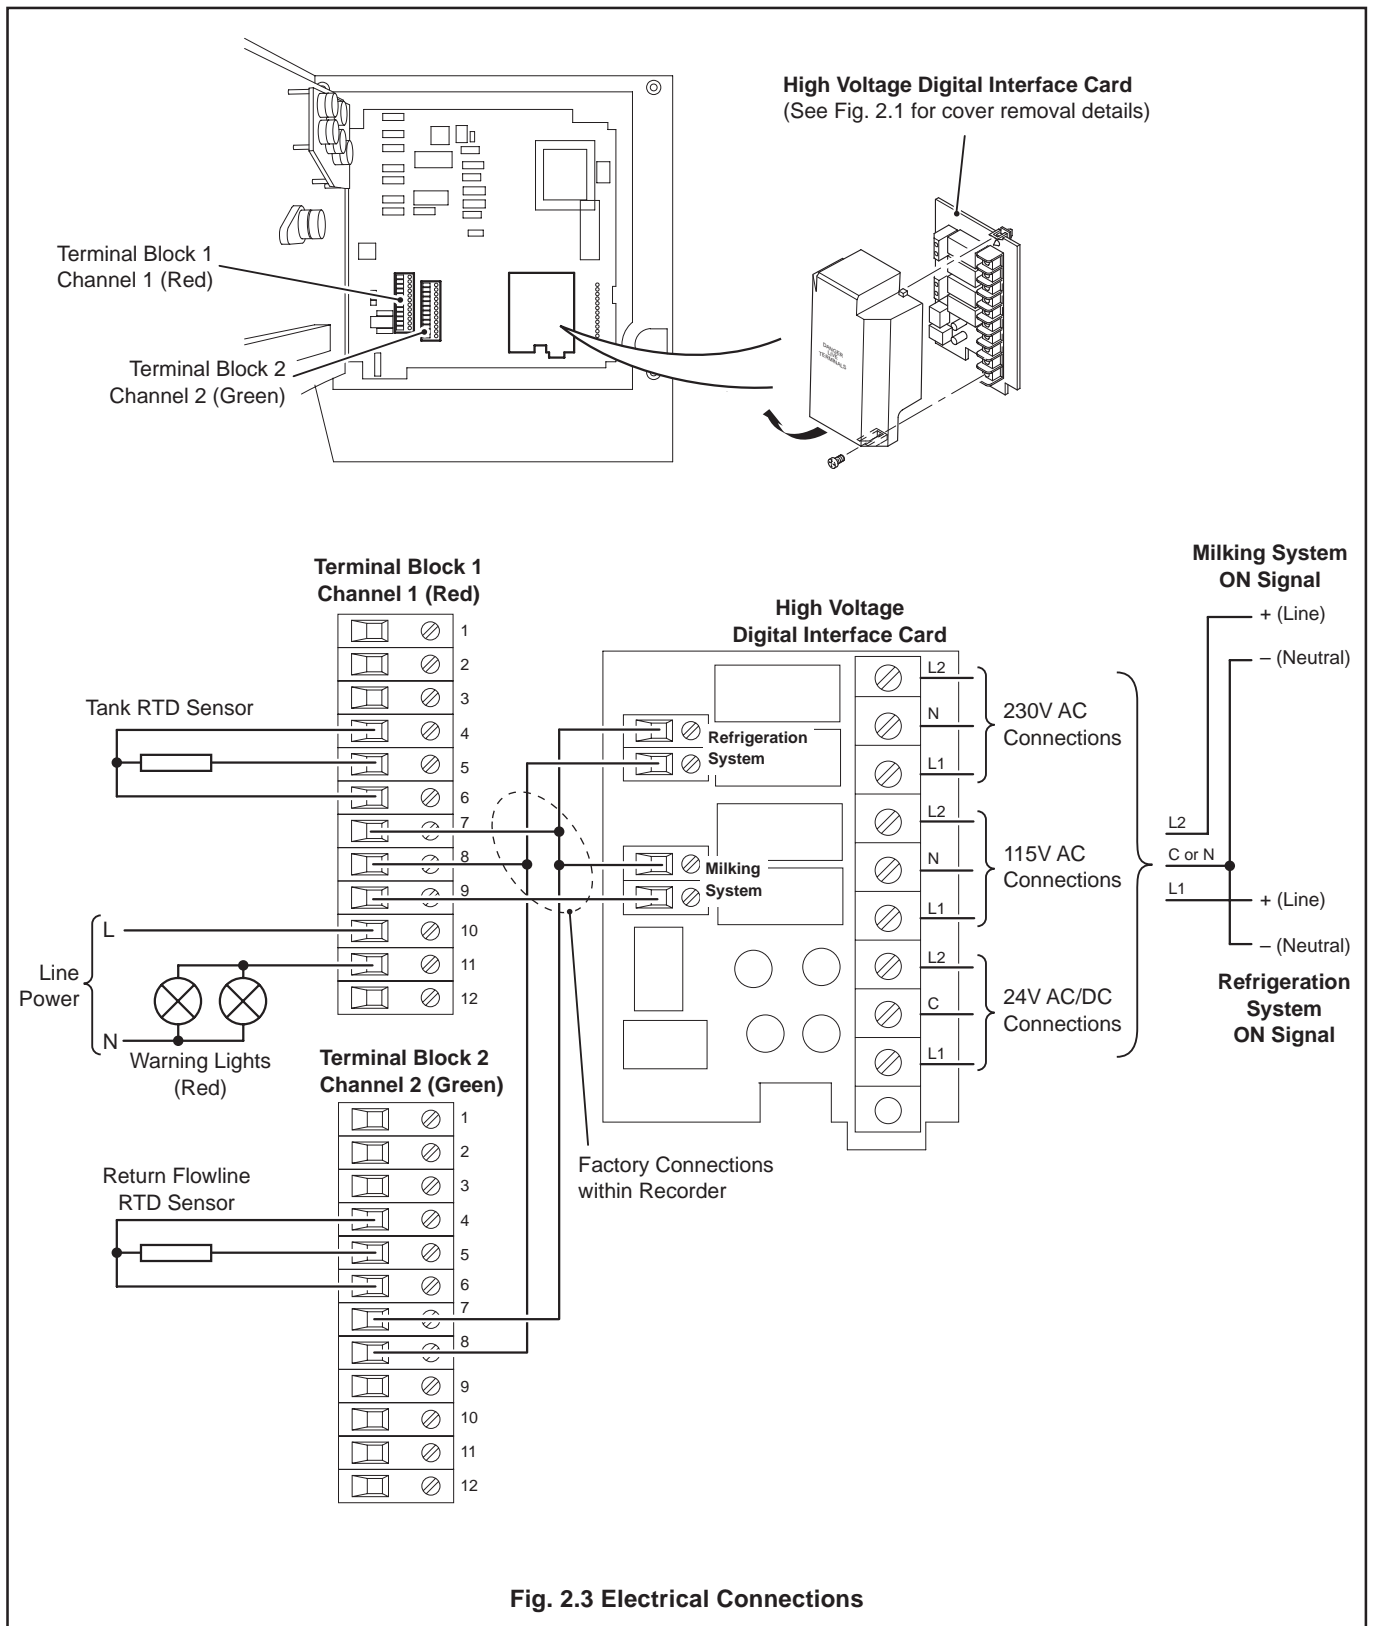 High Voltage Digital Interface Card
(See Fig. 2.1 for cover removal details)
Terminal Block 1
Channel 1 (Red)
Terminal Block 2
Channel 2 (Green)
DANGER
LIVE
TERMINALS
Terminal Block 1
Channel 1 (Red)
1
2
3
4
5
6
7
8
9
10
11
12
Tank RTD Sensor
L
Line
Power
N
Warning Lights
(Red)
High Voltage
Digital Interface Card
Refrigeration
System
Milking
System
L2
N
L1
230V AC
Connections
L2
N
L1
115V AC
Connections
L2
C
L1
24V AC/DC
Connections
Milking System
ON Signal
+ (Line)
– (Neutral)
L2
C or N
L1
+ (Line)
– (Neutral)
Refrigeration
System
ON Signal
Factory Connections
within Recorder
Terminal Block 2
Channel 2 (Green)
1
2
3
4
5
6
7
8
9
10
11
12
Return Flowline
RTD Sensor
Fig. 2.3 Electrical Connections